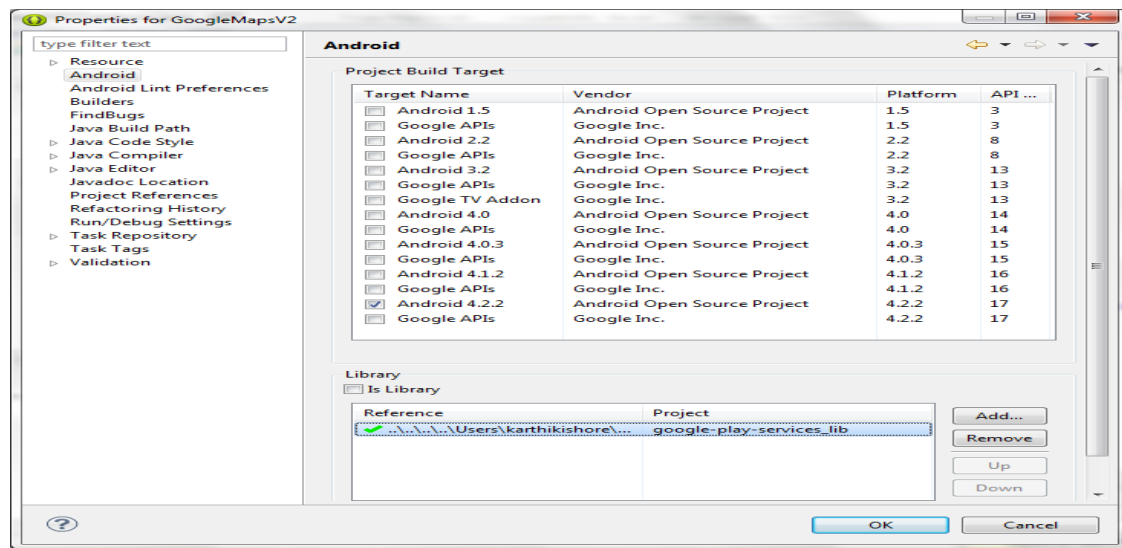 Properties for GoogleMapsV2
type filter text
Resource
Android
Android Lint Preferences
Builders
FindBugs
Java Build Path
Java Code Style
Java Compiler
Java Editor
Javadoc Location
Project References
Refactoring History
Run/Debug Settings
Task Repository
Task Tags
Validation
Android
Project Build Target
Target Name Vendor Platform API ...
Android 1.5 Android Open Source Project 1.5 3
Google APIs Google Inc. 1.5 3
Android 2.2 Android Open Source Project 2.2 8
Google APIs Google Inc. 2.2 8
Android 3.2 Android Open Source Project 3.2 13
Google APIs Google Inc. 3.2 13
Google TV Addon Google Inc. 3.2 13
Android 4.0 Android Open Source Project 4.0 14
Google APIs Google Inc. 4.0 14
Android 4.0.3 Android Open Source Project 4.0.3 15
Google APIs Google Inc. 4.0.3 15
Android 4.1.2 Android Open Source Project 4.1.2 16
Google APIs Google Inc. 4.1.2 16
Android 4.2.2 Android Open Source Project 4.2.2 17
Google APIs Google Inc. 4.2.2 17
Library
Is Library
Reference Project
..\..\..\..\Users\karthikishore\... google-play-services_lib
Add...
Remove
Up
Down
OK Cancel